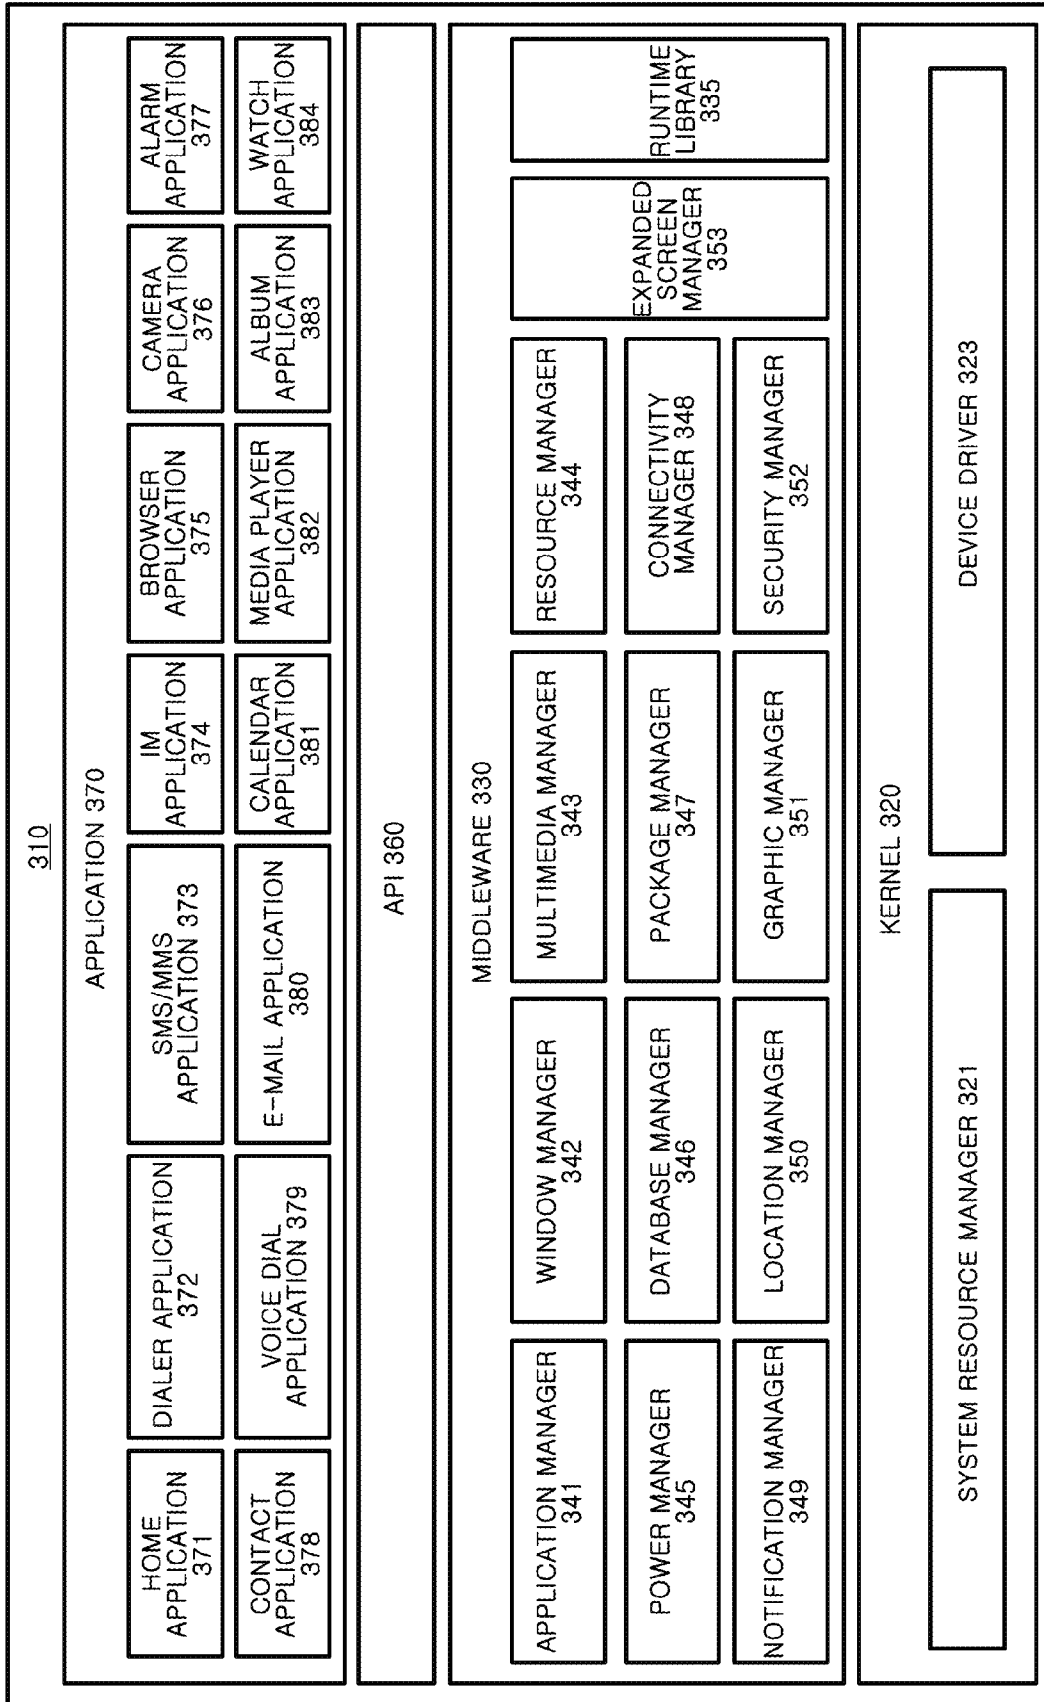 310
APPLICATION 370
HOME
APPLICATION
371
DIALER APPLICATION
372
SMS/MMS
APPLICATION 373
IM
APPLICATION
374
BROWSER
APPLICATION
375
CAMERA
APPLICATION
376
ALARM
APPLICATION
377
CONTACT
APPLICATION
378
VOICE DIAL
APPLICATION 379
E-MAIL APPLICATION
380
CALENDAR
APPLICATION
381
MEDIA PLAYER
APPLICATION
382
ALBUM
APPLICATION
383
WATCH
APPLICATION
384
API 360
MIDDLEWARE 330
APPLICATION MANAGER
341
WINDOW MANAGER
342
MULTIMEDIA MANAGER
343
RESOURCE MANAGER
344
POWER MANAGER
345
DATABASE MANAGER
346
PACKAGE MANAGER
347
CONNECTIVITY
MANAGER 348
NOTIFICATION MANAGER
349
LOCATION MANAGER
350
GRAPHIC MANAGER
351
SECURITY MANAGER
352
EXPANDED
SCREEN
MANAGER
353
RUNTIME
LIBRARY
335
KERNEL 320
SYSTEM RESOURCE MANAGER 321
DEVICE DRIVER 323